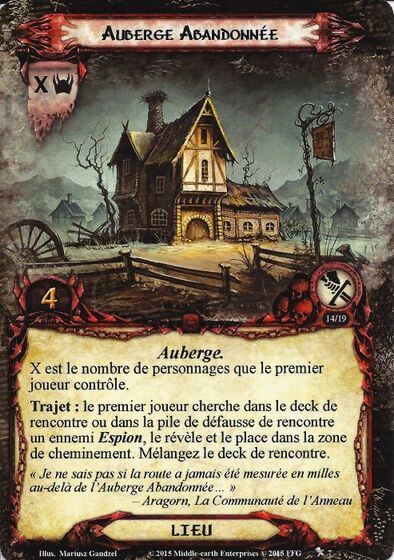 Auberge Abandonnée
X
4
14/19
Auberge.
X est le nombre de personnages que le premier
joueur contrôle.
Trajet : le premier joueur cherche dans le deck de
rencontre ou dans la pile de défausse de rencontre
un ennemi Espion, le révèle et le place dans la zone
de cheminement. Mélangez le deck de rencontre.
« Je ne sais pas si la route a jamais été mesurée en milles
au-delà de l'Auberge Abandonnée… »
—Aragorn, La Communauté de l'Anneau
LIEU
Illus. Mariusz Gandzel © 2015 Middle-earth Enterprises © 2015 FFG 7